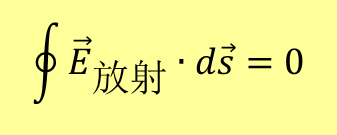 ∮ E⃗放射 · ds⃗ = 0